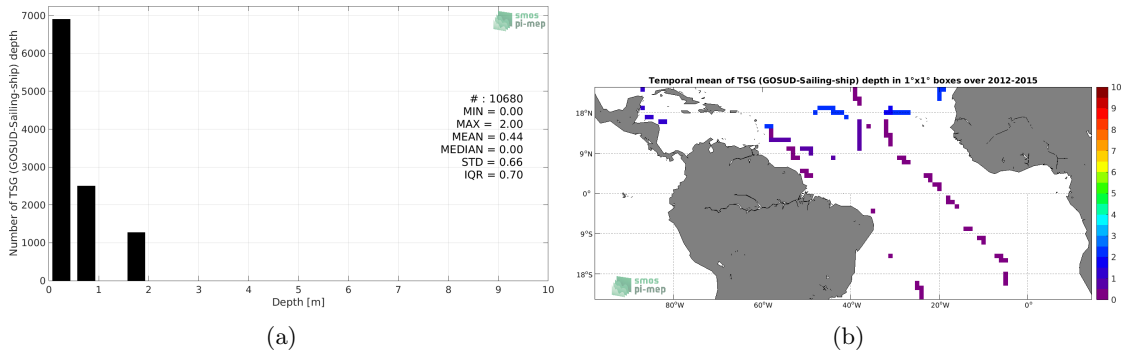 Number of TSG (GOSUD-Sailing-ship) depth
7000
6000
5000
4000
3000
2000
1000
0
0 1 2 3 4 5 6 7 8 9 10
Depth [m]
smos
pi-mep
# : 10680
MIN = 0.00
MAX = 2.00
MEAN = 0.44
MEDIAN = 0.00
STD = 0.66
IQR = 0.70
(a)
Temporal mean of TSG (GOSUD-Sailing-ship) depth in 1°x1° boxes over 2012-2015
18°N
9°N
0°
9°S
18°S
80°W 60°W 40°W 20°W 0°
smos
pi-mep
10
9
8
7
6
5
4
3
2
1
0
(b)